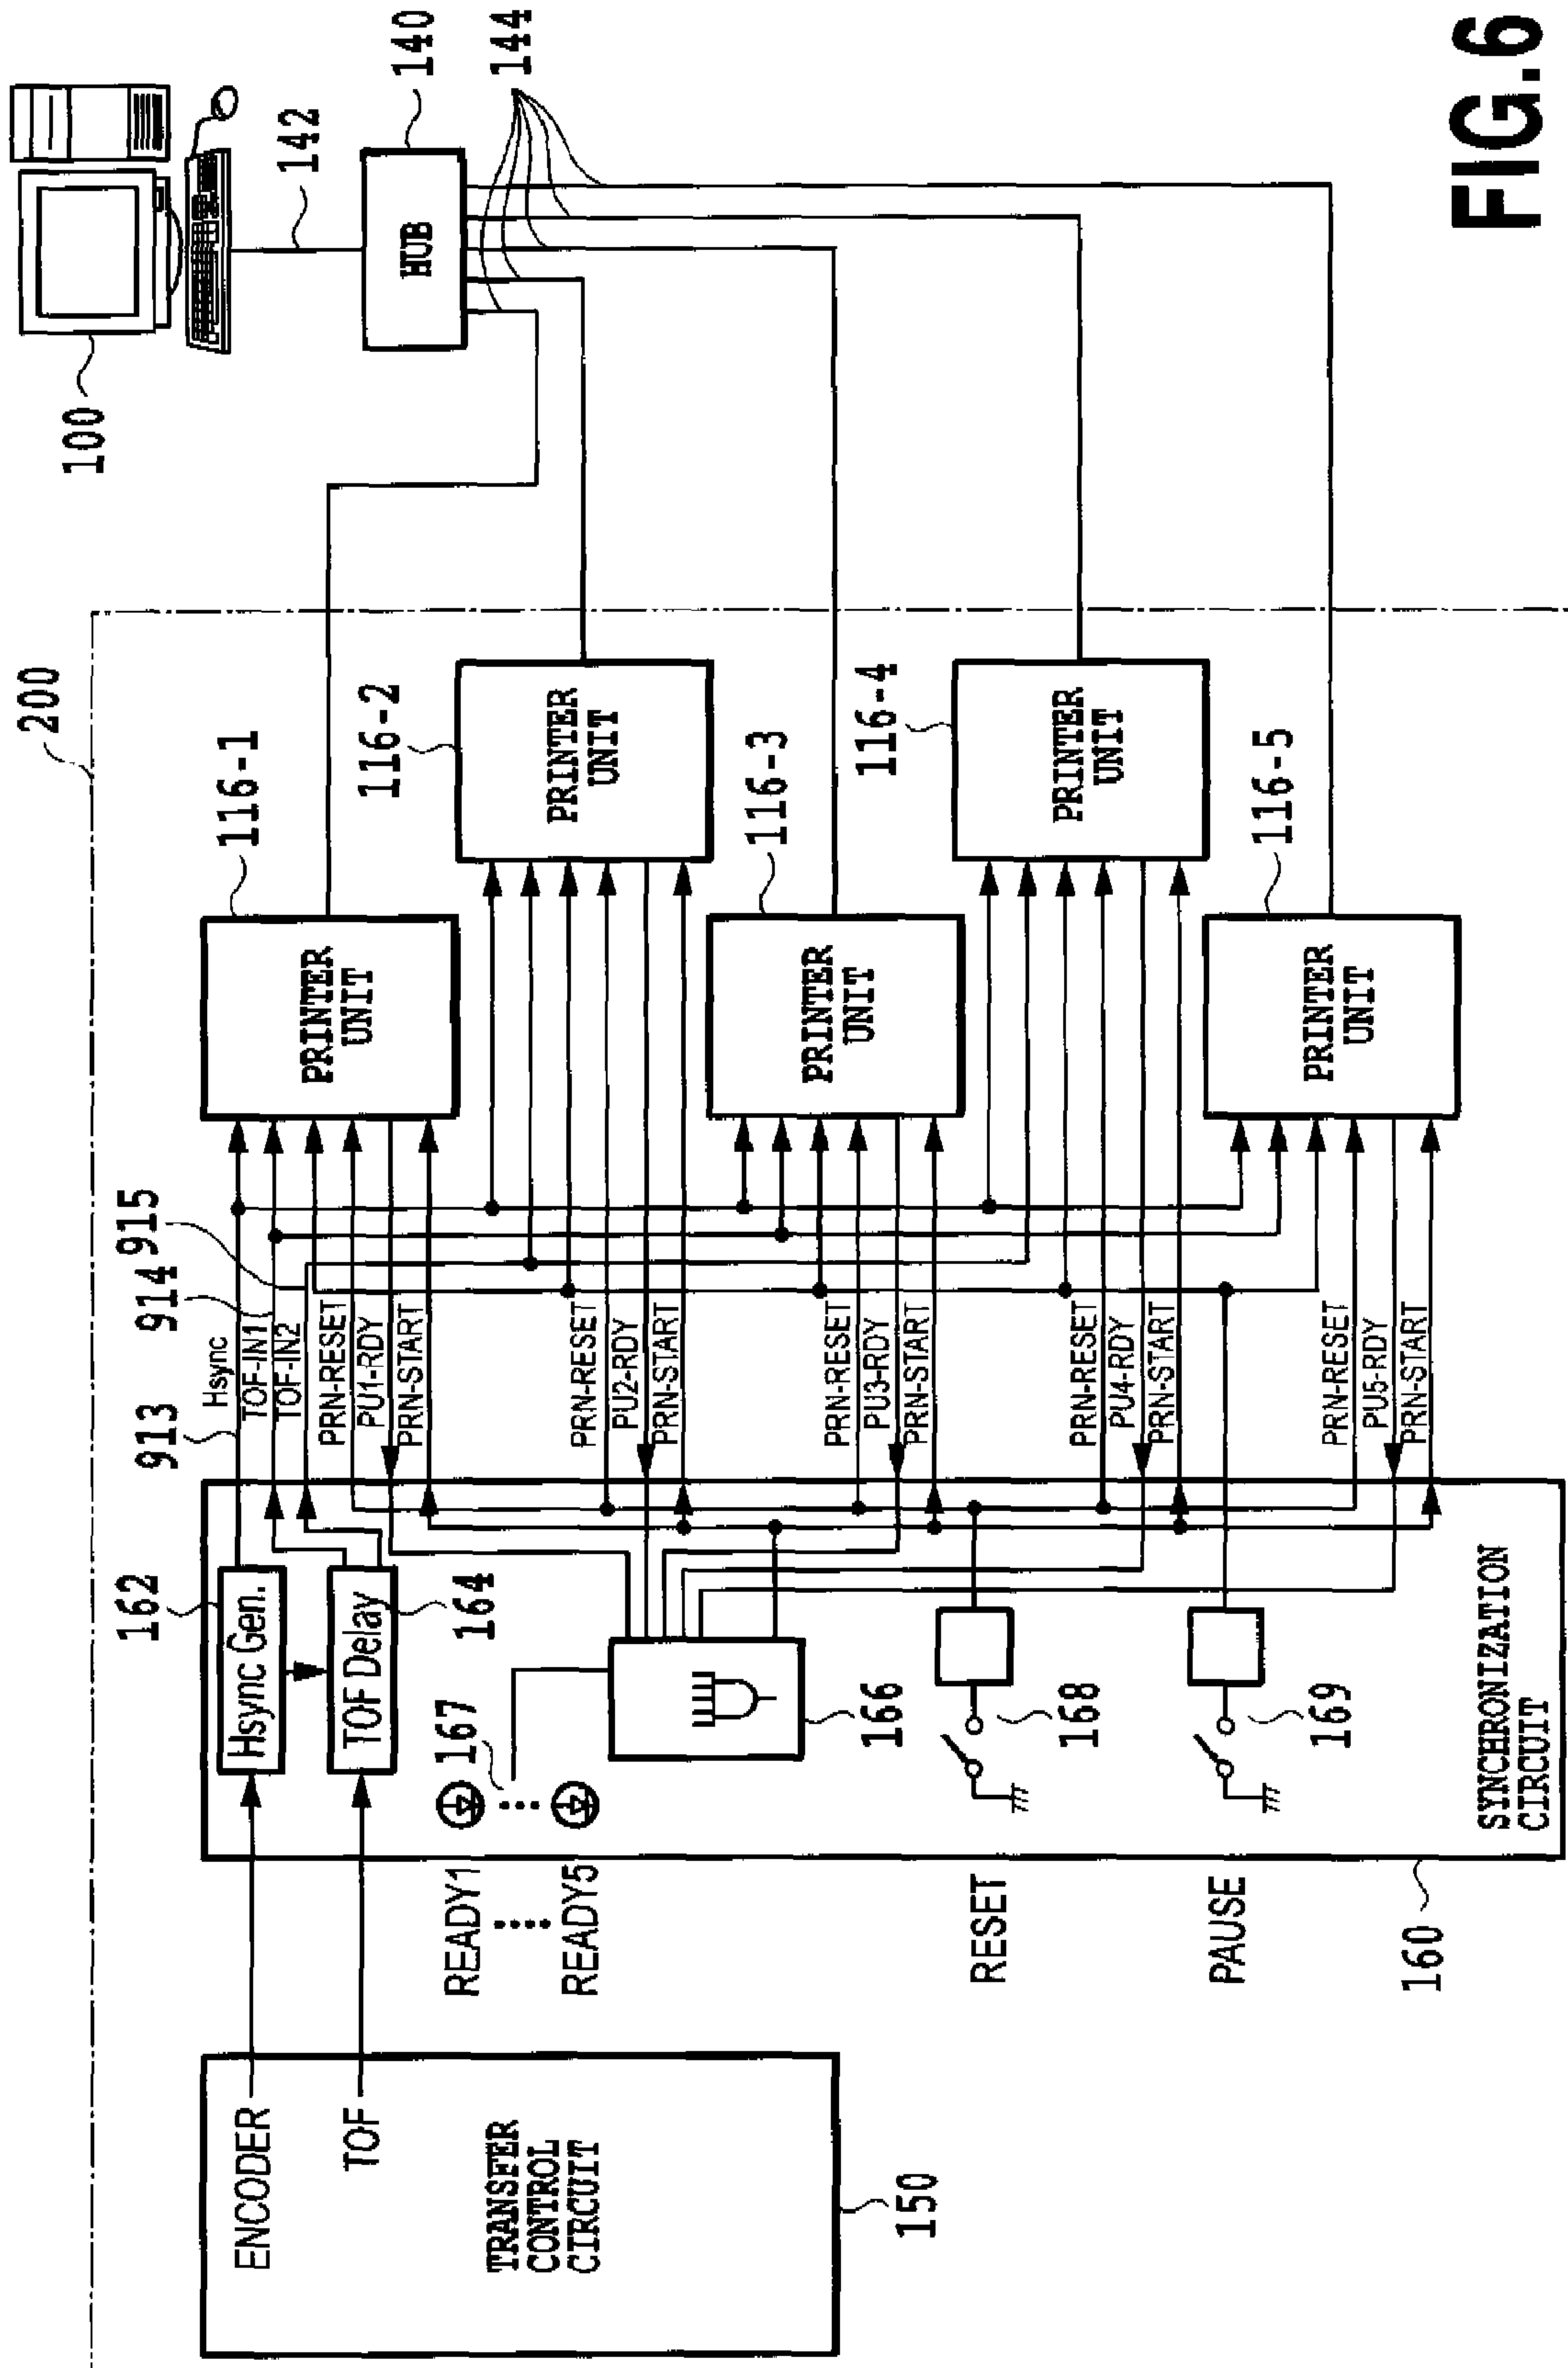 100
142
HUB
140
144
200
116-1
PRINTER
UNIT
116-2
PRINTER
UNIT
116-3
PRINTER
UNIT
116-4
PRINTER
UNIT
116-5
PRINTER
UNIT
913
914
915
Hsync
TOF-IN1
TOF-IN2
PRN-RESET
PU1-RDY
PRN-START
PRN-RESET
PU2-RDY
PRN-START
PRN-RESET
PU3-RDY
PRN-START
PRN-RESET
PU4-RDY
PRN-START
PRN-RESET
PU5-RDY
PRN-START
162
Hsync Gen.
TOF Delay
164
167
166
168
169
READY1
READY5
RESET
PAUSE
SYNCHRONIZATION
CIRCUIT
160
ENCODER
TOF
TRANSFER
CONTROL
CIRCUIT
150
FIG.6